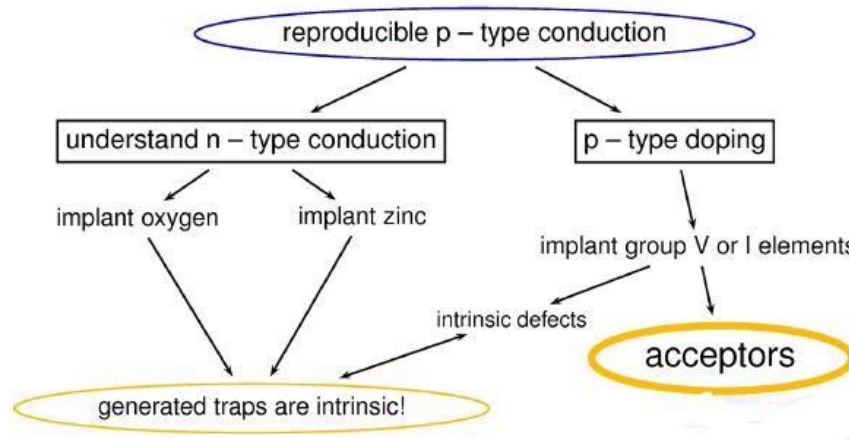 reproducible p – type conduction
understand n – type conduction
p – type doping
implant oxygen
implant zinc
implant group V or I elements
intrinsic defects
acceptors
generated traps are intrinsic!